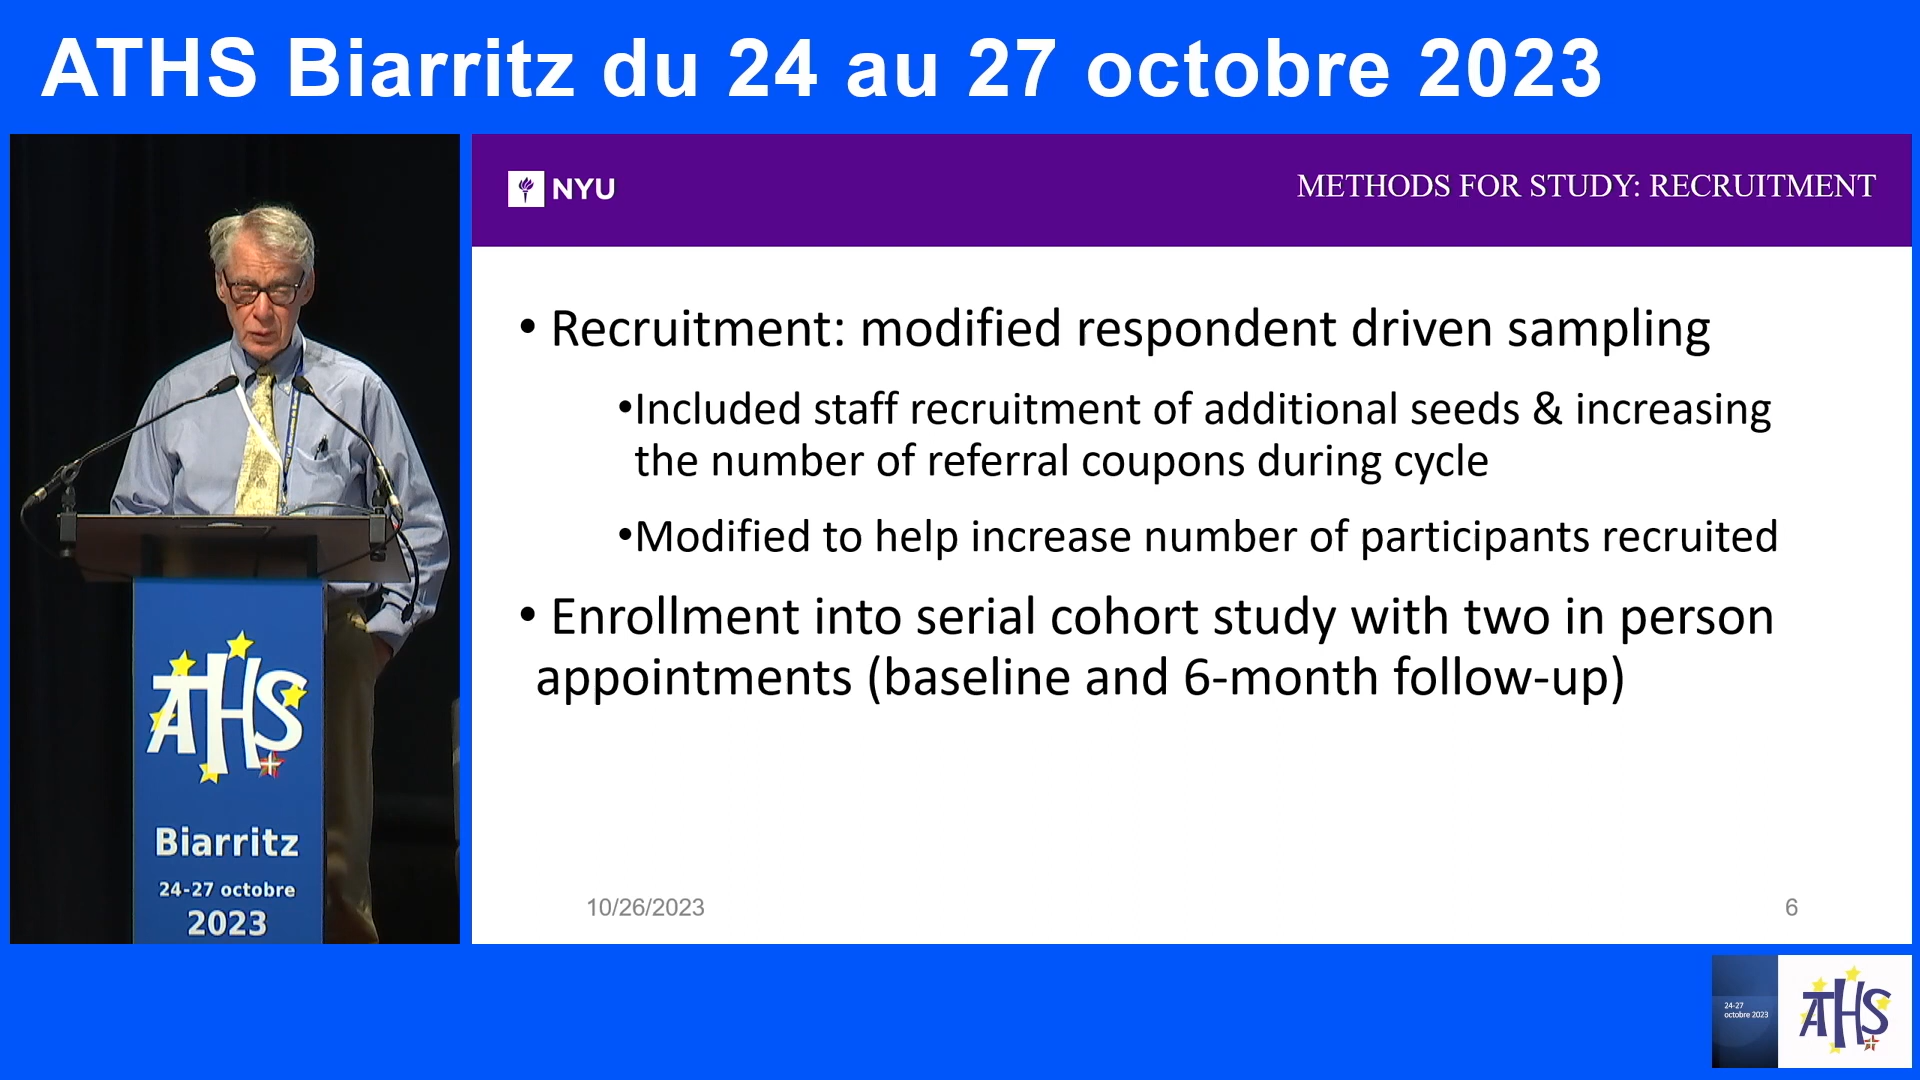 ATHS Biarritz du 24 au 27 octobre 2023
NYU
METHODS FOR STUDY: RECRUITMENT
• Recruitment: modified respondent driven sampling
•Included staff recruitment of additional seeds & increasing
the number of referral coupons during cycle
•Modified to help increase number of participants recruited
• Enrollment into serial cohort study with two in person
appointments (baseline and 6-month follow-up)
10/26/2023
6
ATHS
Biarritz
24-27 octobre
2023
24-27
octobre 2023
ATHS